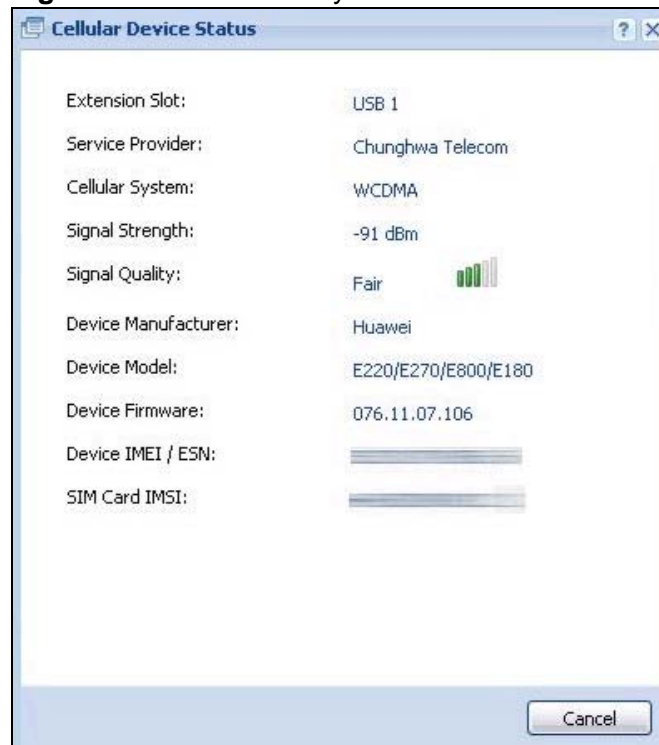 Cellular Device Status
Extension Slot: USB 1
Service Provider: Chunghwa Telecom
Cellular System: WCDMA
Signal Strength: -91 dBm
Signal Quality: Fair
Device Manufacturer: Huawei
Device Model: E220/E270/E800/E180
Device Firmware: 076.11.07.106
Device IMEI / ESN:
SIM Card IMSI:
Cancel